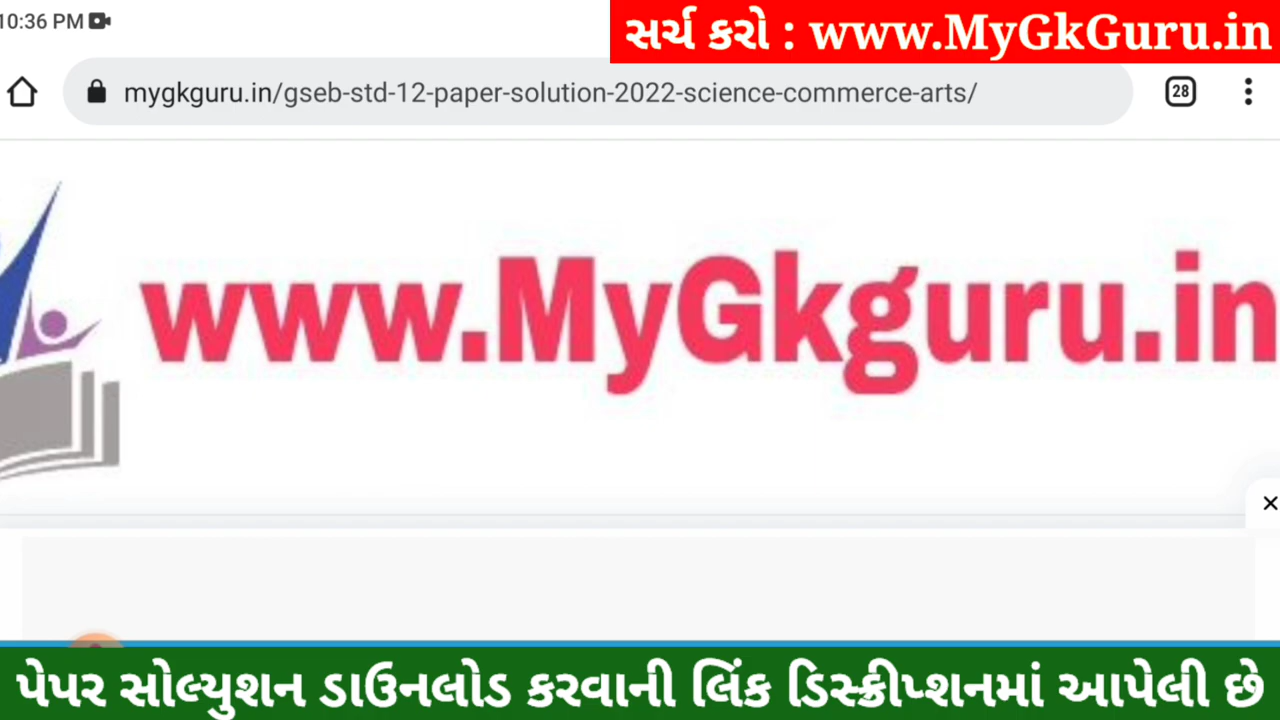 10:36 PM
સર્ચ કરો : www.MyGkGuru.in
mygkguru.in/gseb-std-12-paper-solution-2022-science-commerce-arts/
28
www.MyGkguru.in
પેપર સોલ્યુશન ડાઉનલોડ કરવાની લિંક ડિસ્ક્રીપ્શનમાં આપેલી છે